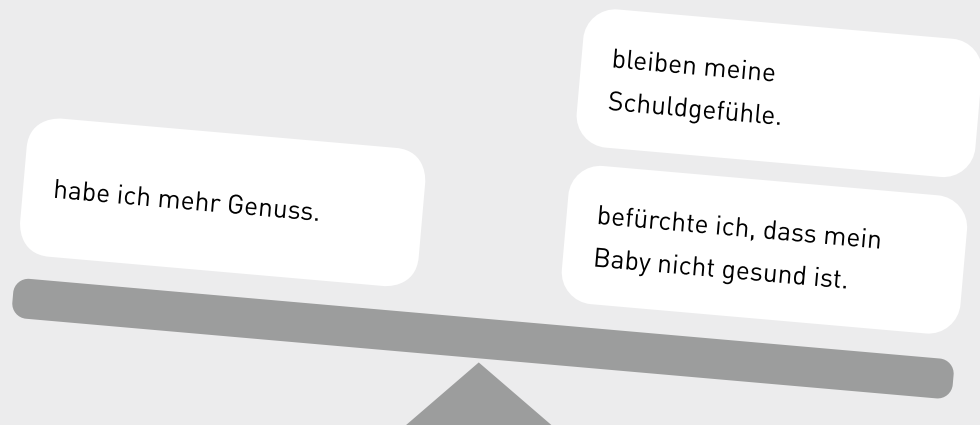 habe ich mehr Genuss.
bleiben meine
Schuldgefühle.
befürchte ich, dass mein
Baby nicht gesund ist.